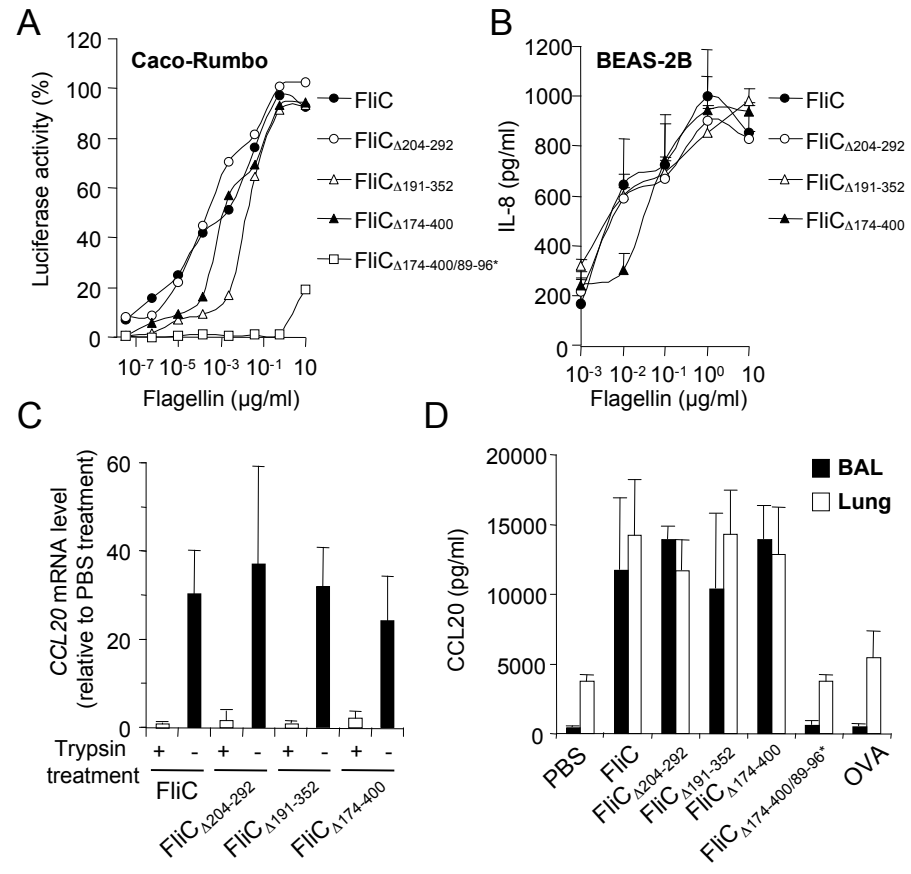 A
Caco-Rumbo
Luciferase activity (%)
120
100
80
60
40
20
0
10-7 10-5 10-3 10-1 10
Flagellin (µg/ml)
FliC
FliCΔ204-292
FliCΔ191-352
FliCΔ174-400
FliCΔ174-400/89-96*
B
BEAS-2B
IL-8 (pg/ml)
1200
1000
800
600
400
200
0
10-3 10-2 10-1 100 10
Flagellin (µg/ml)
FliC
FliCΔ204-292
FliCΔ191-352
FliCΔ174-400
C
CCL20 mRNA level
(relative to PBS treatment)
60
40
20
0
Trypsin
treatment
+ - + - + - + -
FliC
FliCΔ204-292
FliCΔ191-352
FliCΔ174-400
D
CCL20 (pg/ml)
20000
15000
10000
5000
0
BAL
Lung
PBS
FliC
FliCΔ204-292
FliCΔ191-352
FliCΔ174-400
FliCΔ174-400/89-96*
OVA